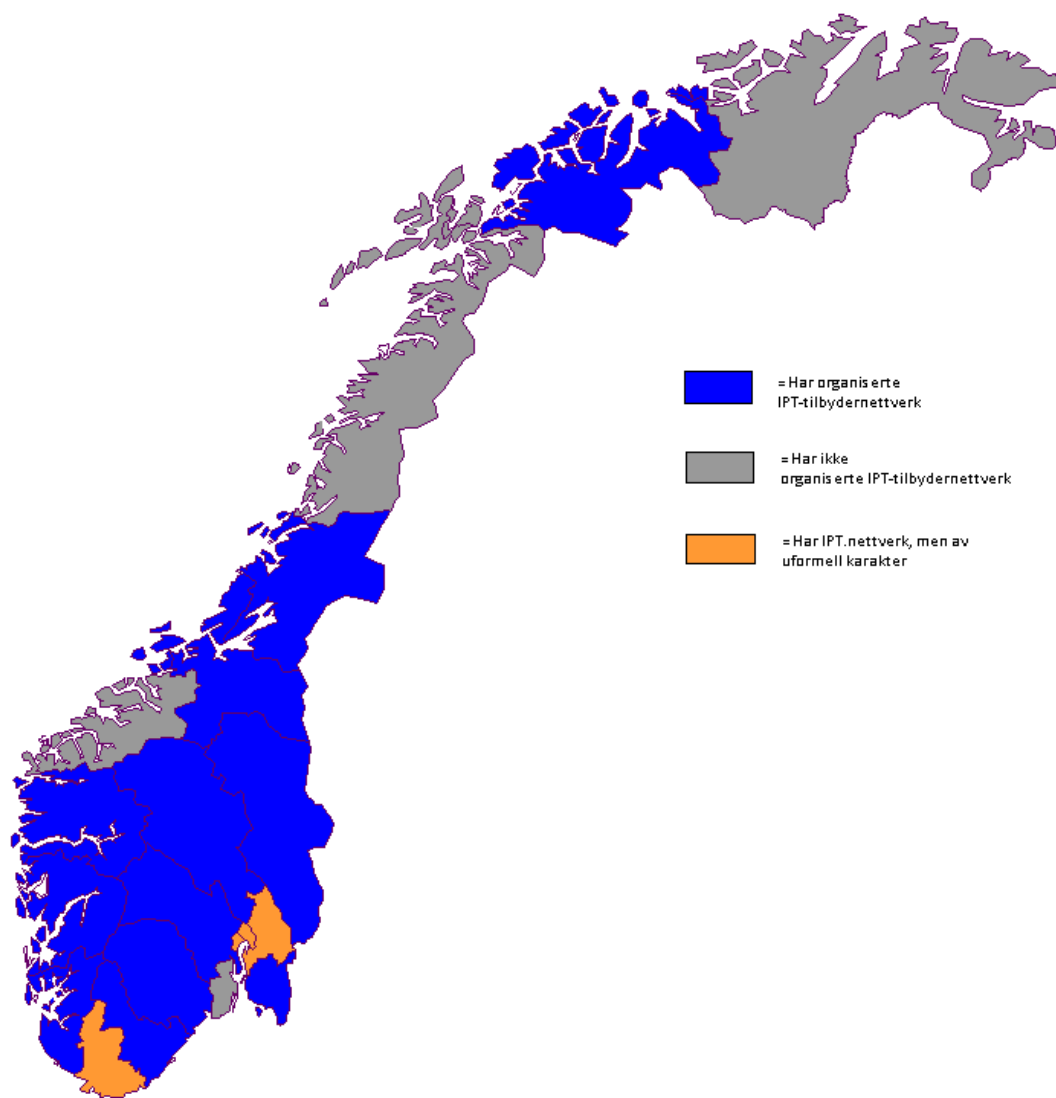 = Har organiserte
IPT-tilbydernettverk
= Har ikke
organiserte IPT-tilbydernettverk
= Har IPT.nettverk, men av
uformell karakter